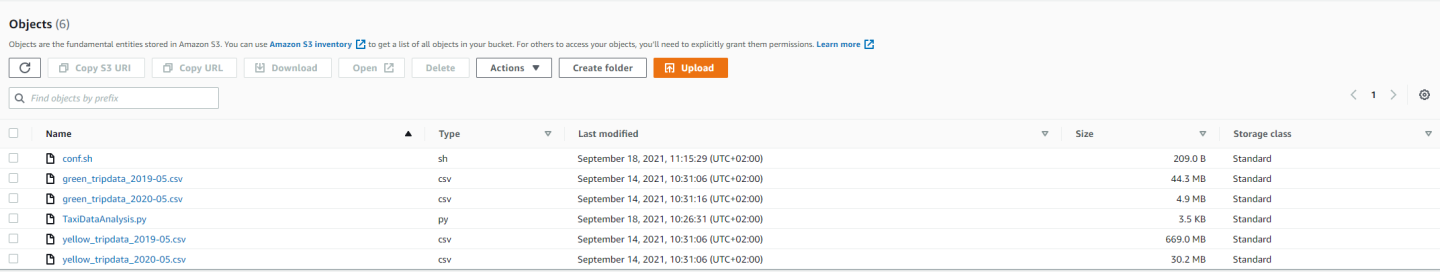 Objects (6)
Objects are the fundamental entities stored in Amazon S3. You can use Amazon S3 inventory to get a list of all objects in your bucket. For others to access your objects, you'll need to explicitly grant them permissions. Learn more
Copy S3 URI Copy URL Download Open Delete Actions Create folder Upload
Find objects by prefix 1
Name Type Last modified Size Storage class
conf.sh sh September 18, 2021, 11:15:29 (UTC+02:00) 209.0 B Standard
green_tripdata_2019-05.csv csv September 14, 2021, 10:31:06 (UTC+02:00) 44.3 MB Standard
green_tripdata_2020-05.csv csv September 14, 2021, 10:31:16 (UTC+02:00) 4.9 MB Standard
TaxiDataAnalysis.py py September 18, 2021, 10:26:31 (UTC+02:00) 3.5 KB Standard
yellow_tripdata_2019-05.csv csv September 14, 2021, 10:31:06 (UTC+02:00) 669.0 MB Standard
yellow_tripdata_2020-05.csv csv September 14, 2021, 10:31:06 (UTC+02:00) 30.2 MB Standard